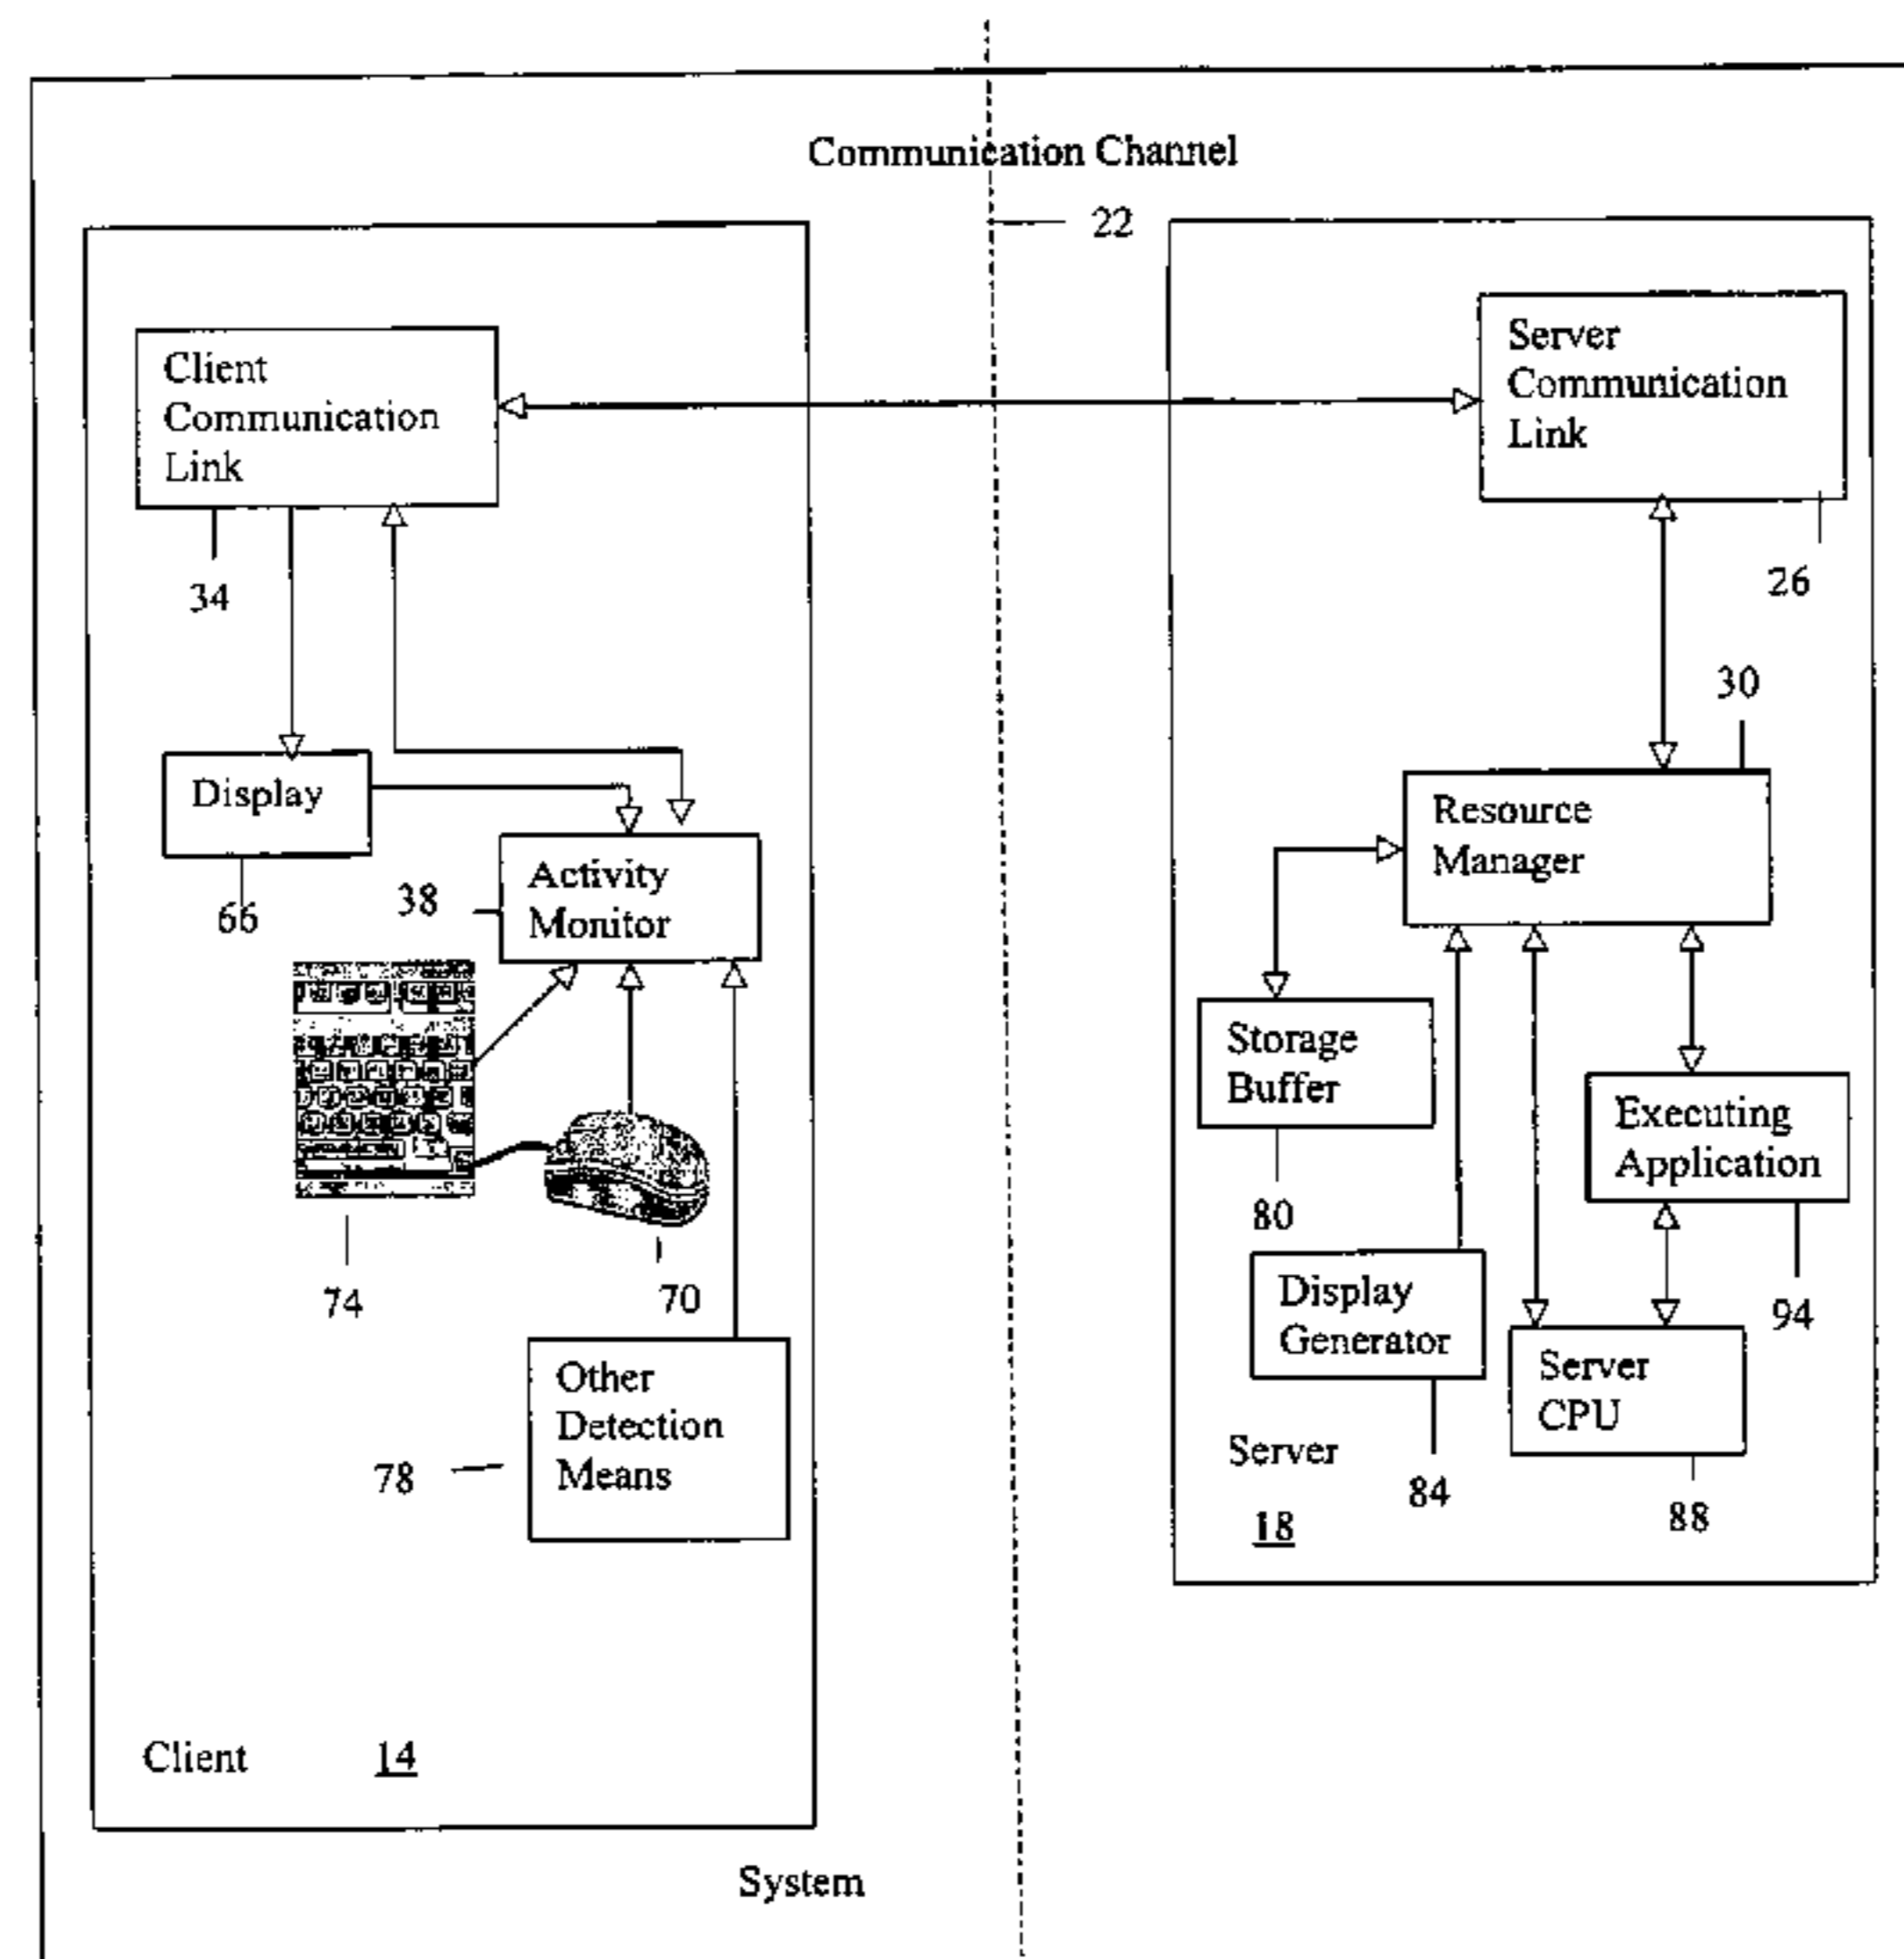 Communication Channel
22
Client
Communication
Link
34
Server
Communication
Link
26
30
Display
66
38
Activity
Monitor
Resource
Manager
Storage
Buffer
80
Executing
Application
94
74
70
Display
Generator
84
Server
CPU
88
Other
Detection
Means
78
Server
18
Client 14
System